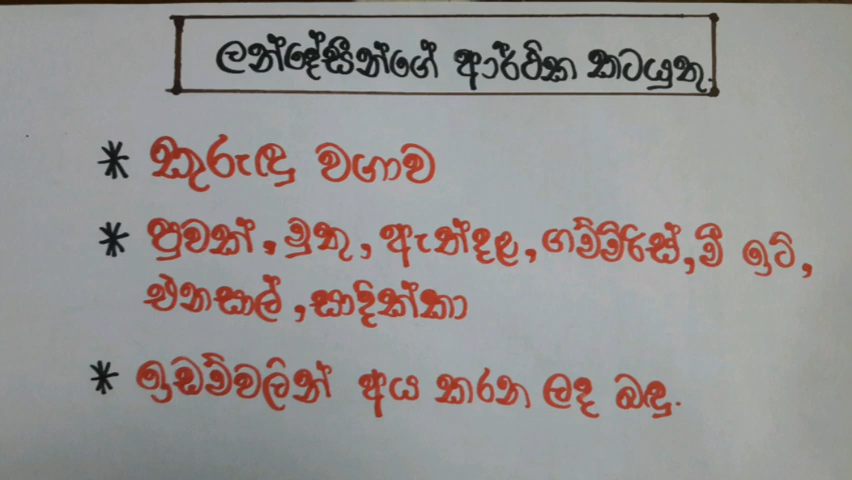 ලන්දේසීන්ගේ ආර්ථික කටයුතු.
* කුරුඳු වගාව
* පුවක්, මුතු, ඇත්දළ, ගම්මිරිස්, මී ඉටි,
එනසාල්, සාදික්කා
* ඉඩම්වලින් අය කරන ලද බදු.